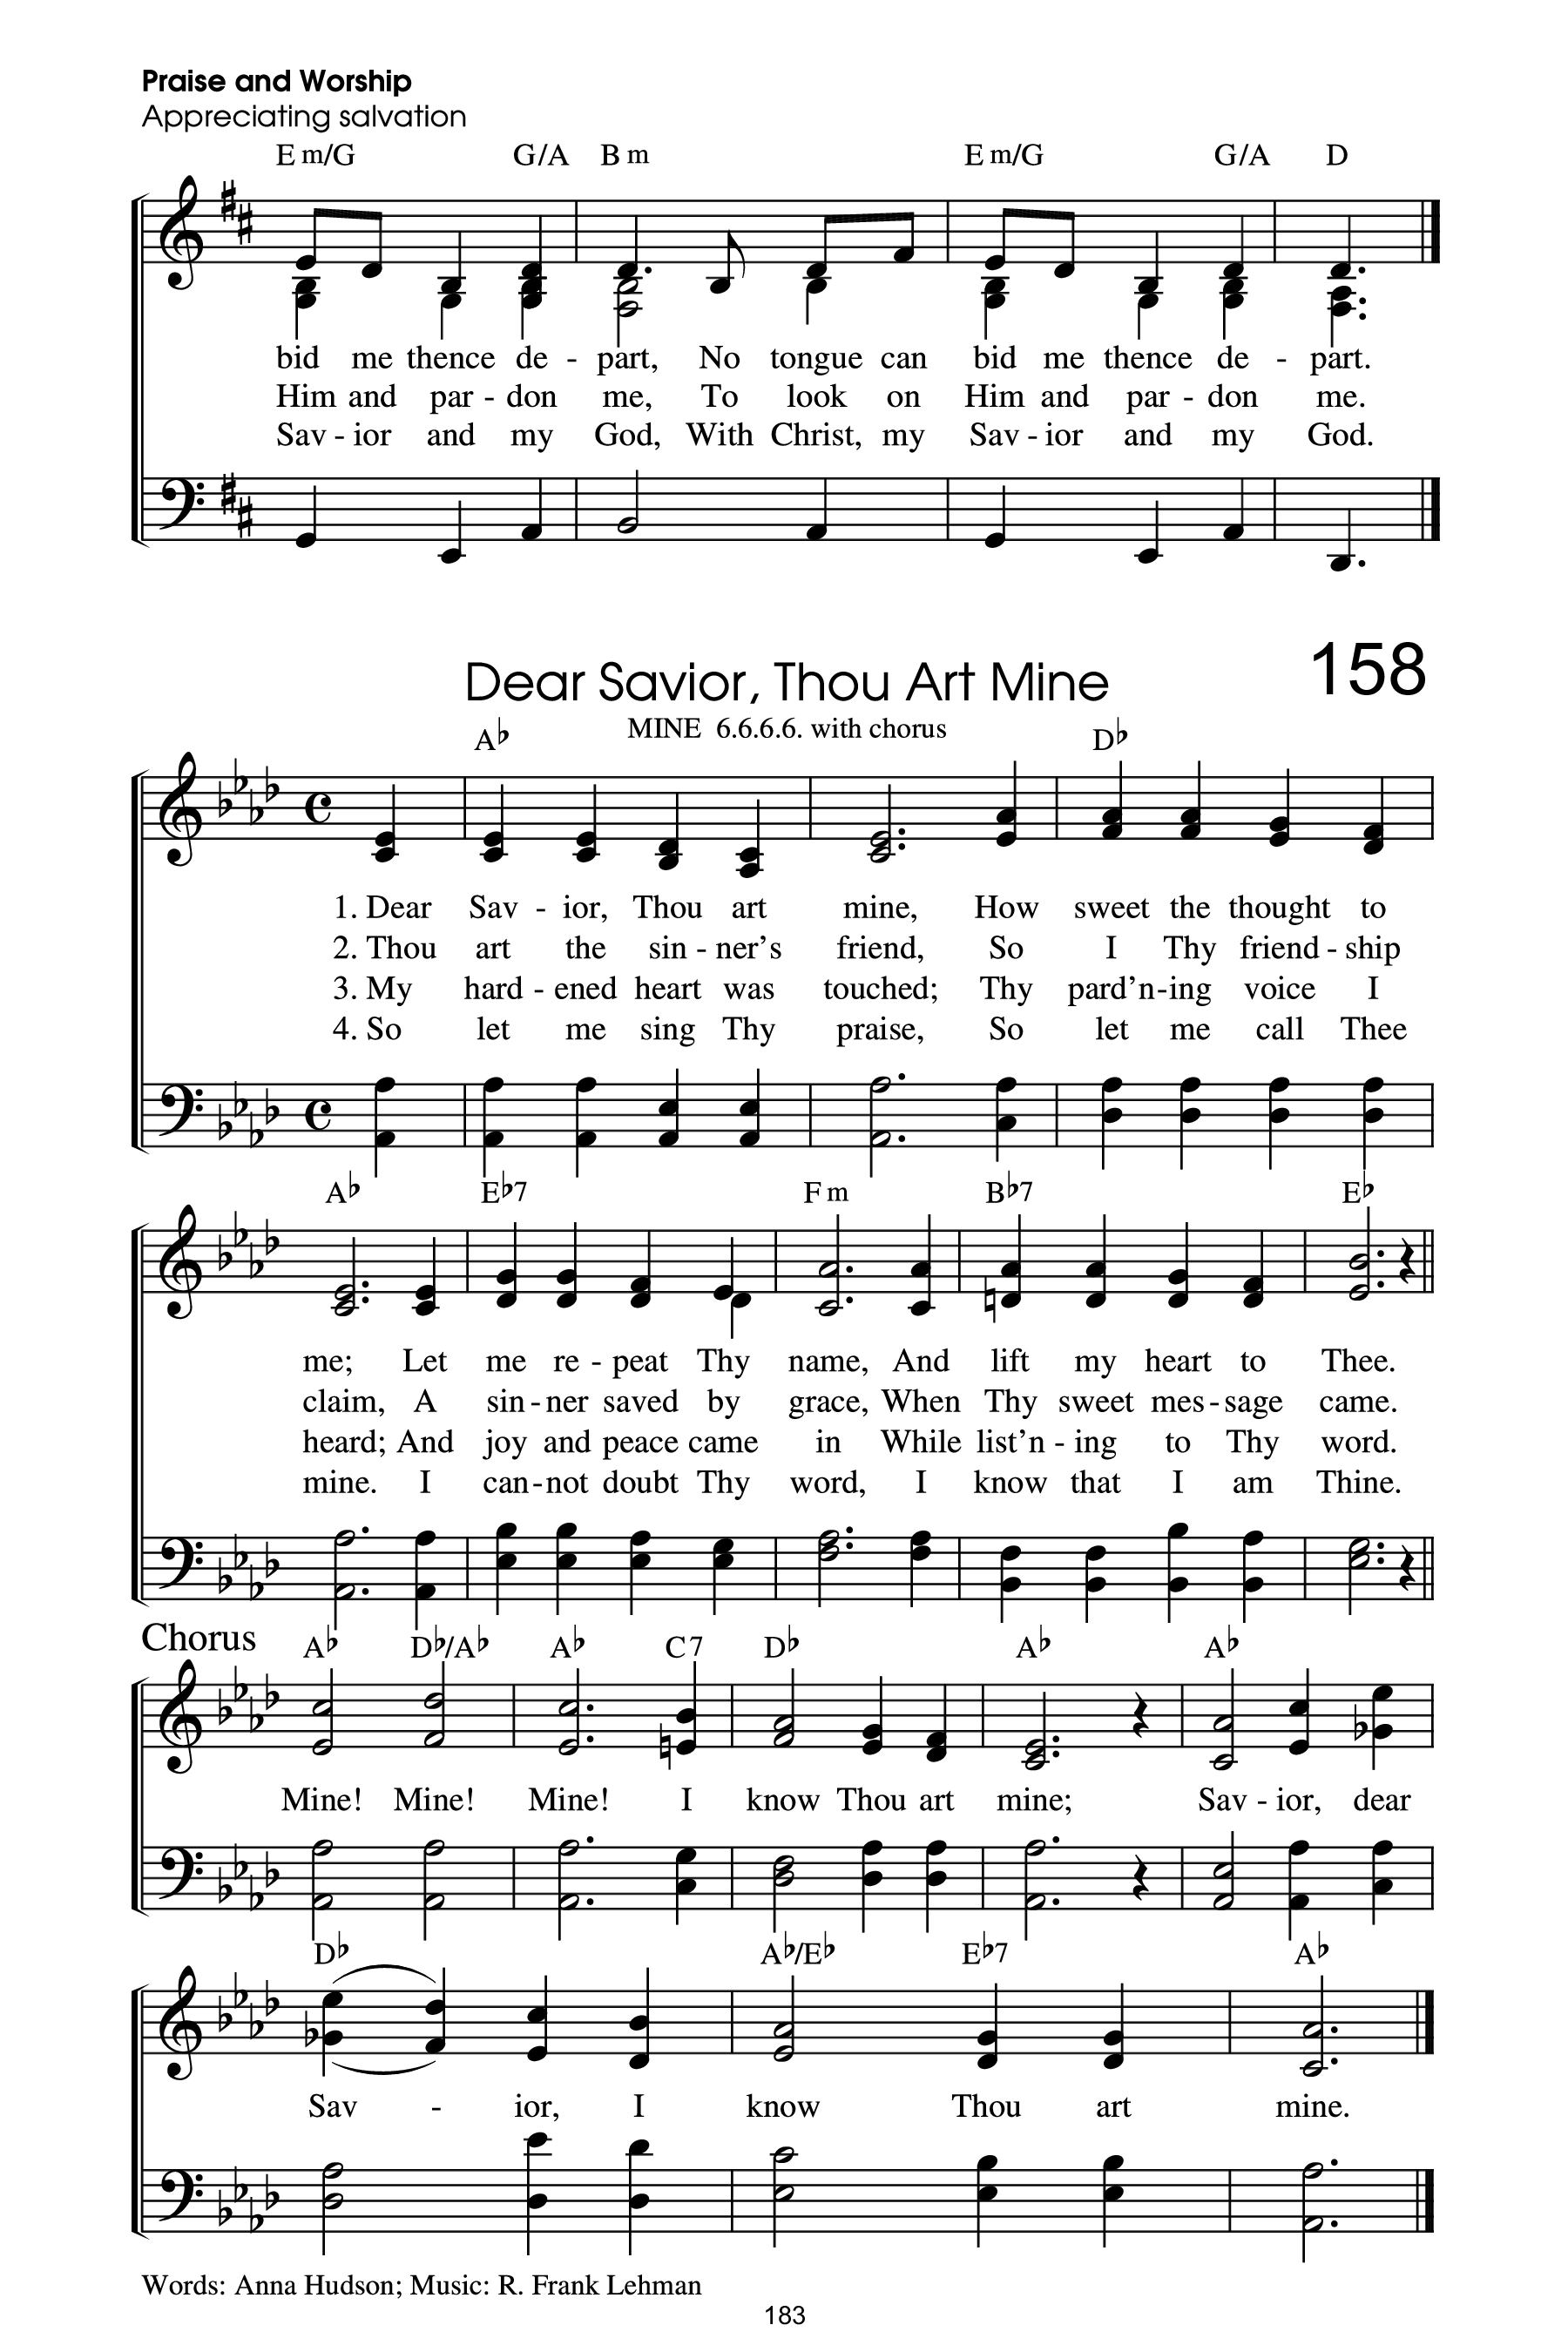 Praise and Worship
Appreciating salvation
Em/G G/A Bm Em/G G/A D
bid me thence de - part, No tongue can bid me thence de - part.
Him and par - don me, To look on Him and par - don me.
Sav - ior and my God, With Christ, my Sav - ior and my God.
Dear Savior, Thou Art Mine 158
MINE 6.6.6.6. with chorus
A♭ D♭
1. Dear Sav - ior, Thou art mine, How sweet the thought to
2. Thou art the sin - ner’s friend, So I Thy friend - ship
3. My hard - ened heart was touched; Thy pard’n - ing voice I
4. So let me sing Thy praise, So let me call Thee
A♭ E♭7 Fm B♭7 E♭
me; Let me re - peat Thy name, And lift my heart to Thee.
claim, A sin - ner saved by grace, When Thy sweet mes - sage came.
heard; And joy and peace came in While list’n - ing to Thy word.
mine. I can - not doubt Thy word, I know that I am Thine.
Chorus
A♭ D♭/A♭ A♭ C7 D♭ A♭ A♭
Mine! Mine! Mine! I know Thou art mine; Sav - ior, dear
D♭ A♭/E♭ E♭7 A♭
Sav - ior, I know Thou art mine.
Words: Anna Hudson; Music: R. Frank Lehman
183